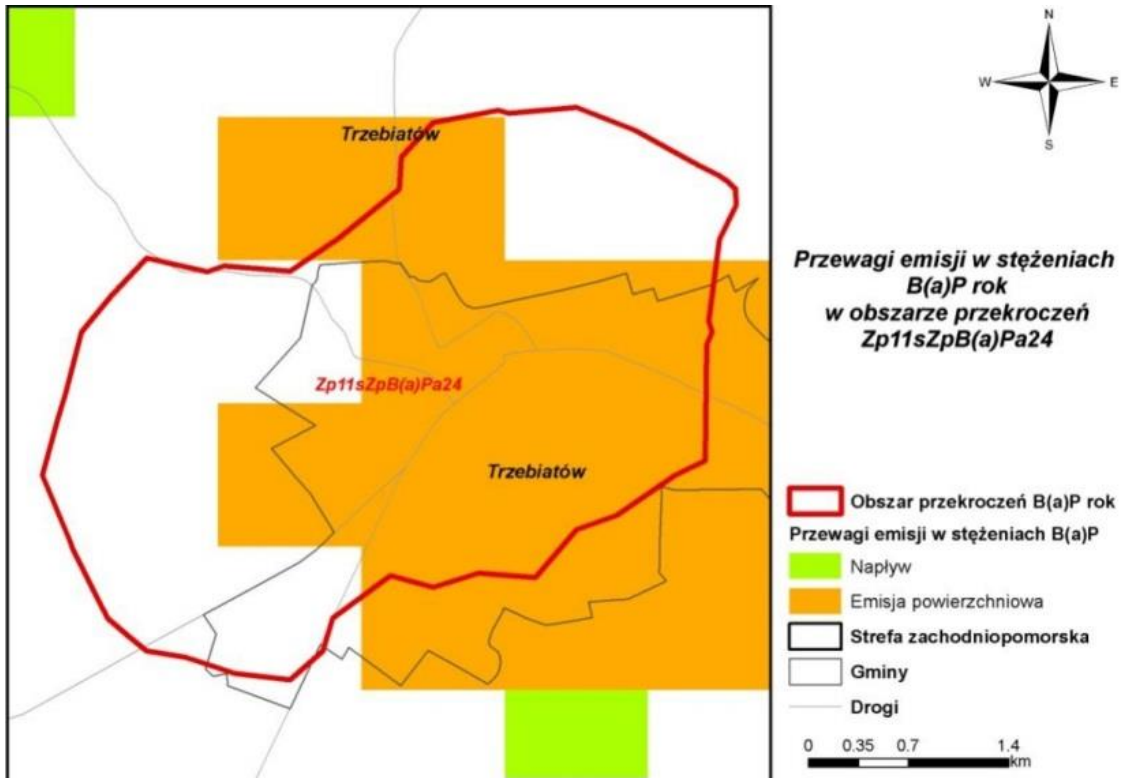 Trzebiatów
Zp11sZpB(a)Pa24
Trzebiatów
N
W
E
S
Przewagi emisji w stężeniach
B(a)P rok
w obszarze przekroczeń
Zp11sZpB(a)Pa24
Obszar przekroczeń B(a)P rok
Przewagi emisji w stężeniach B(a)P
Napływ
Emisja powierzchniowa
Strefa zachodniopomorska
Gminy
Drogi
0 0.35 0.7 1.4
km